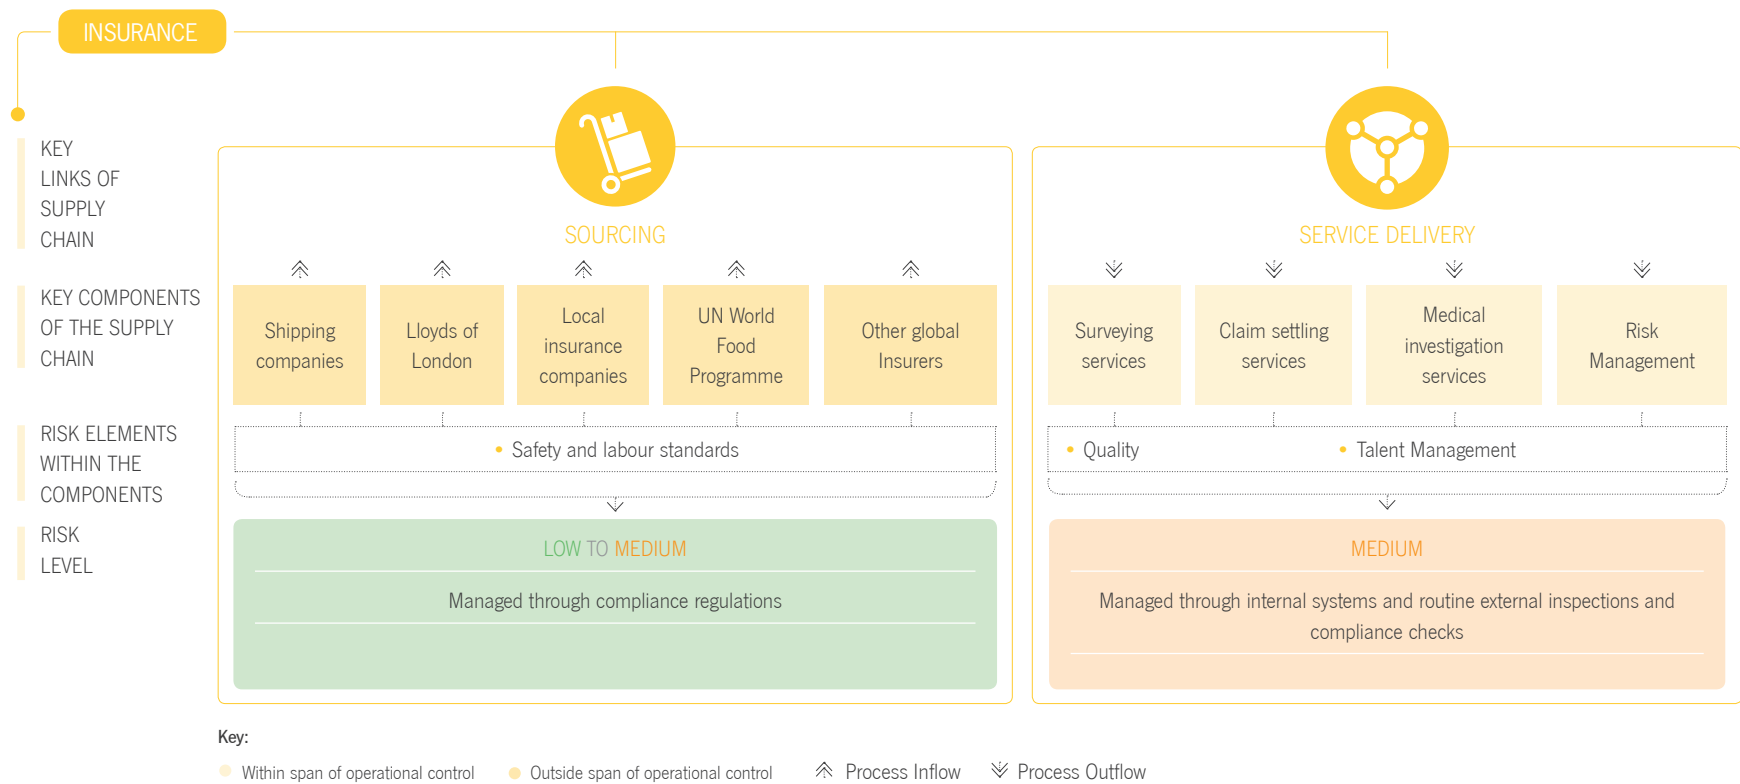 INSURANCE
KEY
LINKS OF
SUPPLY
CHAIN
SOURCING
SERVICE DELIVERY
KEY COMPONENTS
OF THE SUPPLY
CHAIN
Shipping
companies
Lloyds of
London
Local
insurance
companies
UN World
Food
Programme
Other global
Insurers
Surveying
services
Claim settling
services
Medical
investigation
services
Risk
Management
RISK ELEMENTS
WITHIN THE
COMPONENTS
• Safety and labour standards
• Quality
• Talent Management
RISK
LEVEL
LOW TO MEDIUM
Managed through compliance regulations
MEDIUM
Managed through internal systems and routine external inspections and
compliance checks
Key:
Within span of operational control
Outside span of operational control
Process Inflow
Process Outflow